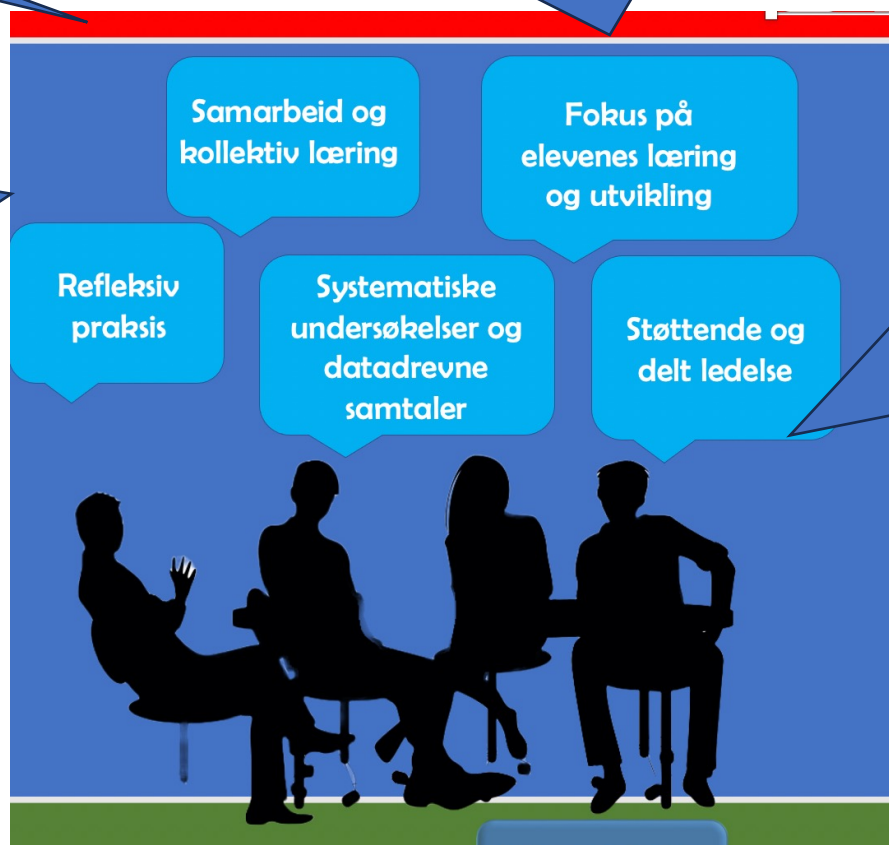 Samarbeid og
kollektiv læring
Fokus på
elevenes læring
og utvikling
Refleksiv
praksis
Systematiske
undersøkelser og
datadrevne
samtaler
Støttende og
delt ledelse